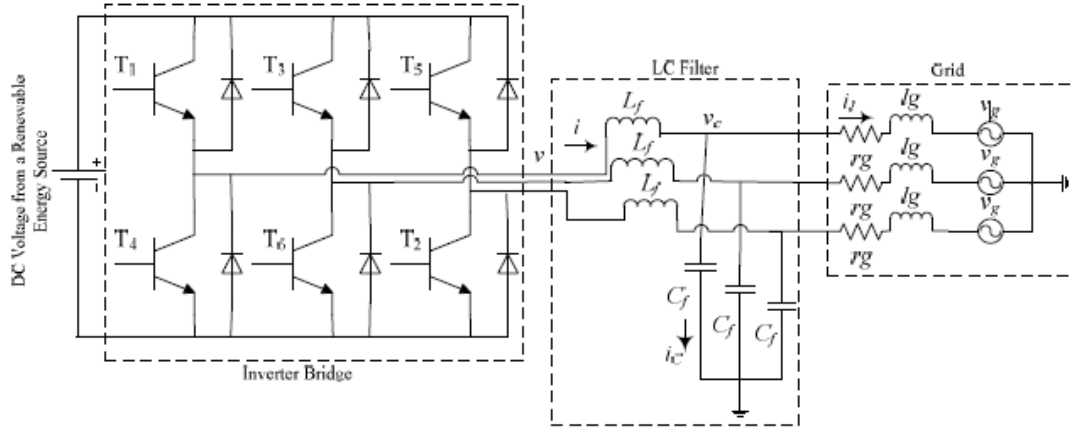 DC Voltage from a Renewable
Energy Source
+
-
T1
T3
T5
T4
T6
T2
Inverter Bridge
v
LC Filter
i
Lf
Lf
Lf
vc
Cf
Cf
Cf
ic
Grid
il
lg
vg
rg
lg
vg
rg
lg
vg
rg